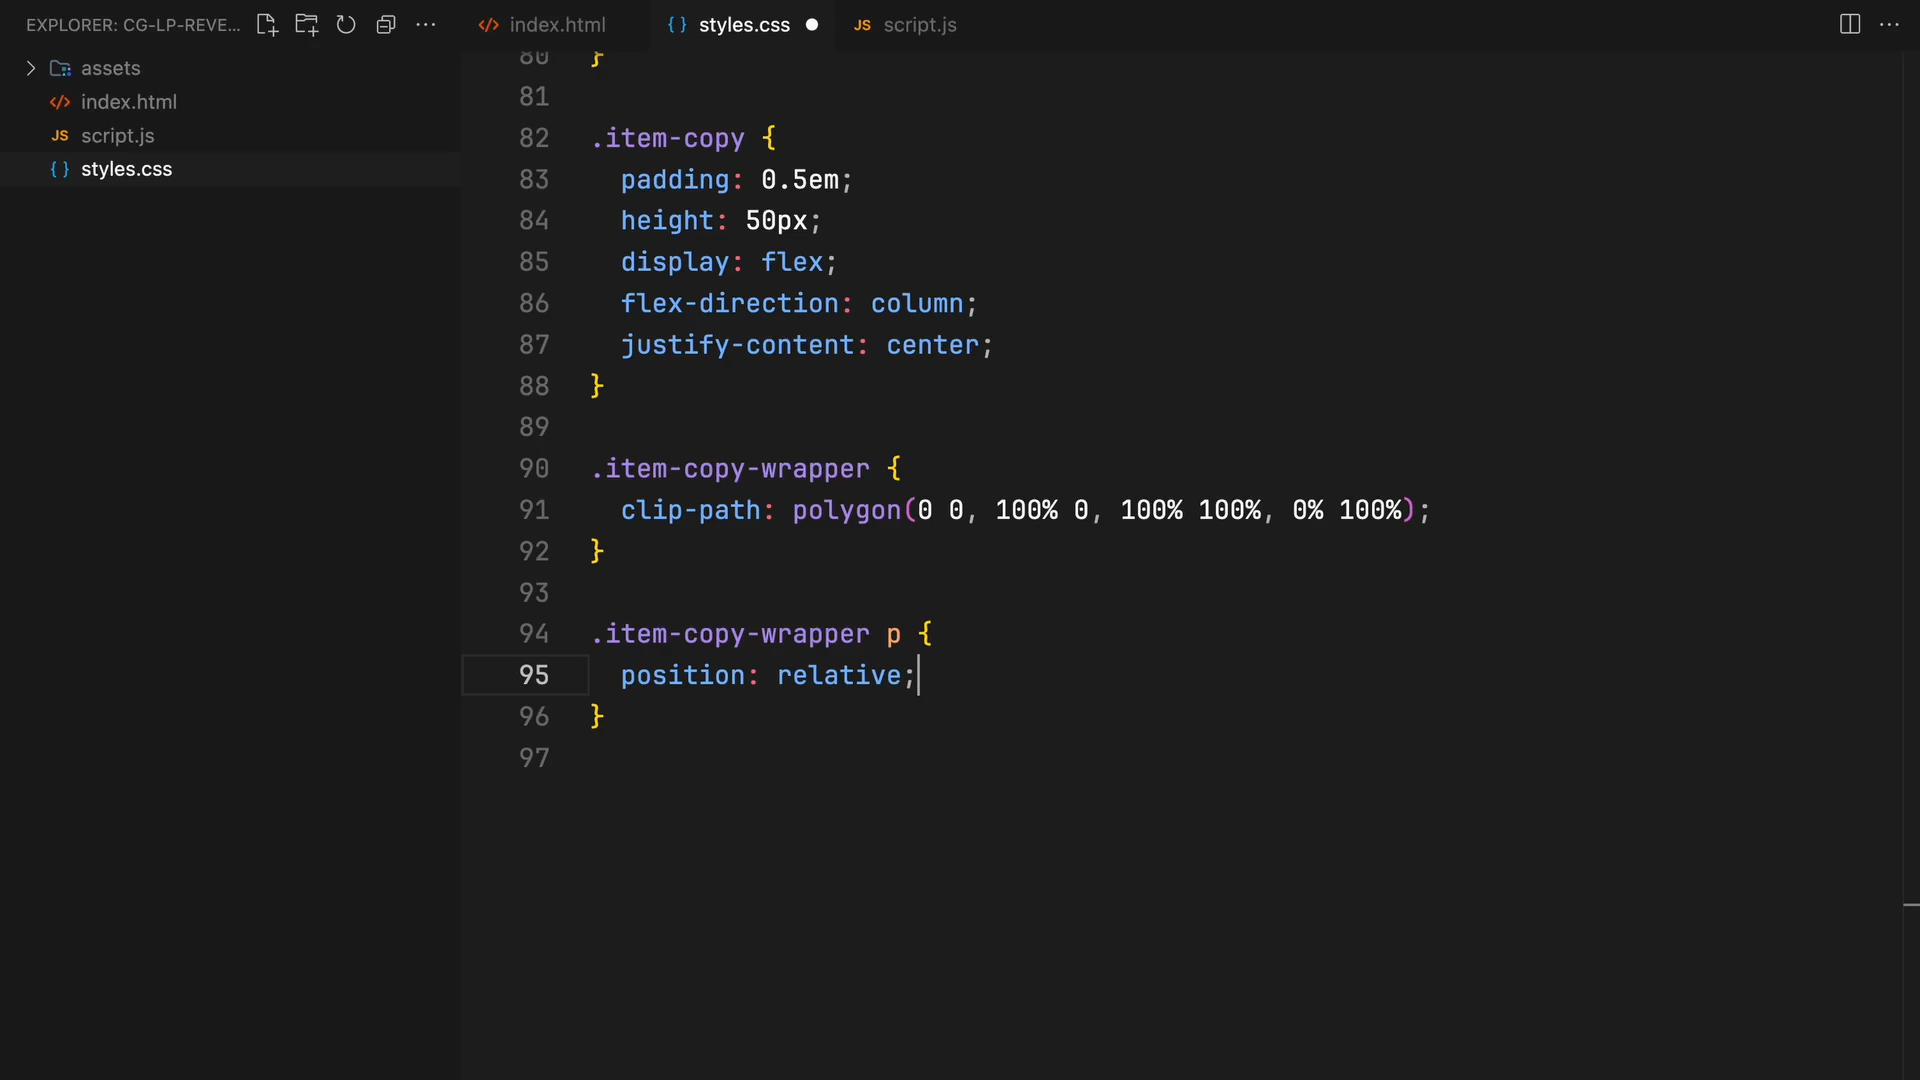 EXPLORER: CG-LP-REVE...
assets
index.html
JS script.js
{ } styles.css
</> index.html
{ } styles.css
JS script.js
80 }
81
82 .item-copy {
83 padding: 0.5em;
84 height: 50px;
85 display: flex;
86 flex-direction: column;
87 justify-content: center;
88 }
89
90 .item-copy-wrapper {
91 clip-path: polygon(0 0, 100% 0, 100% 100%, 0% 100%);
92 }
93
94 .item-copy-wrapper p {
95 position: relative;
96 }
97